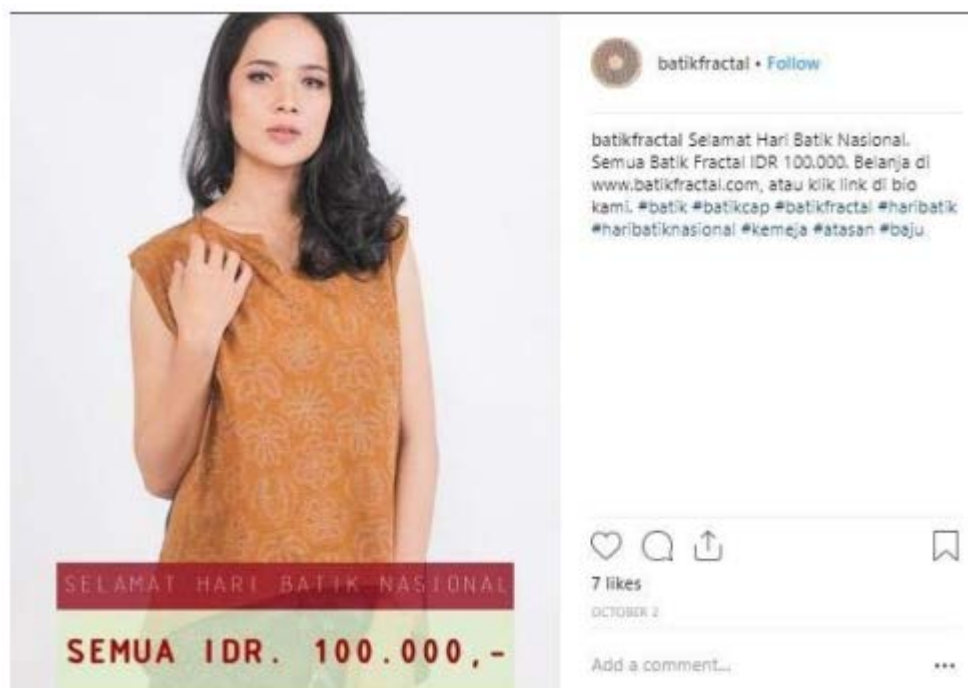 SELAMAT HARI BATIK NASIONAL
SEMUA IDR. 100.000,-
batikfractal • Follow
batikfractal Selamat Hari Batik Nasional.
Semua Batik Fractal IDR 100.000. Belanja di
www.batikfractal.com, atau klik link di bio
kami. #batik #batikcap #batikfractal #haribatik
#haribatiknasional #kemeja #atasan #baju
7 likes
OCTOBER 2
Add a comment...